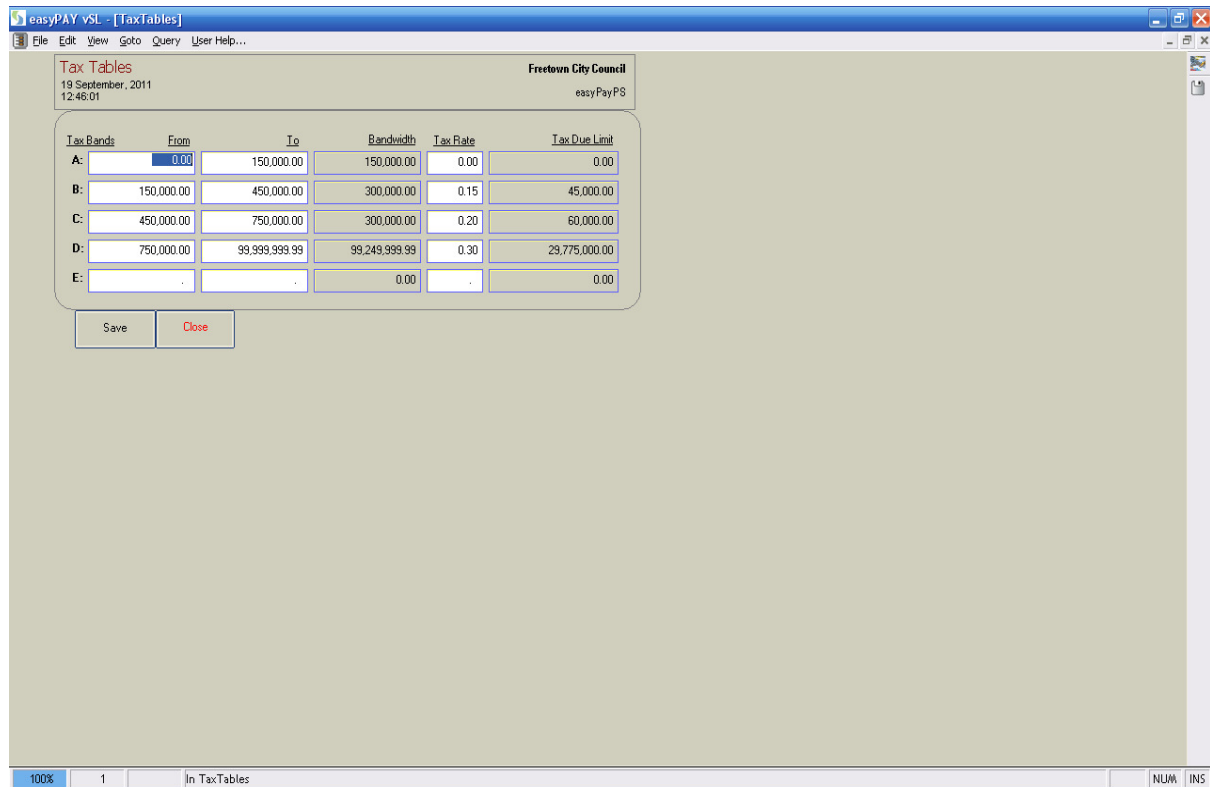 easyPAY vSL - [TaxTables]
File Edit View Goto Query User Help...
Tax Tables
Freetown City Council
19 September, 2011
12:46:01
easyPayPS
Tax Bands From To Bandwidth Tax Rate Tax Due Limit
A: 0.00 150,000.00 150,000.00 0.00 0.00
B: 150,000.00 450,000.00 300,000.00 0.15 45,000.00
C: 450,000.00 750,000.00 300,000.00 0.20 60,000.00
D: 750,000.00 99,999,999.99 99,249,999.99 0.30 29,775,000.00
E: . . 0.00 . 0.00
Save Close
100% 1 In TaxTables NUM INS